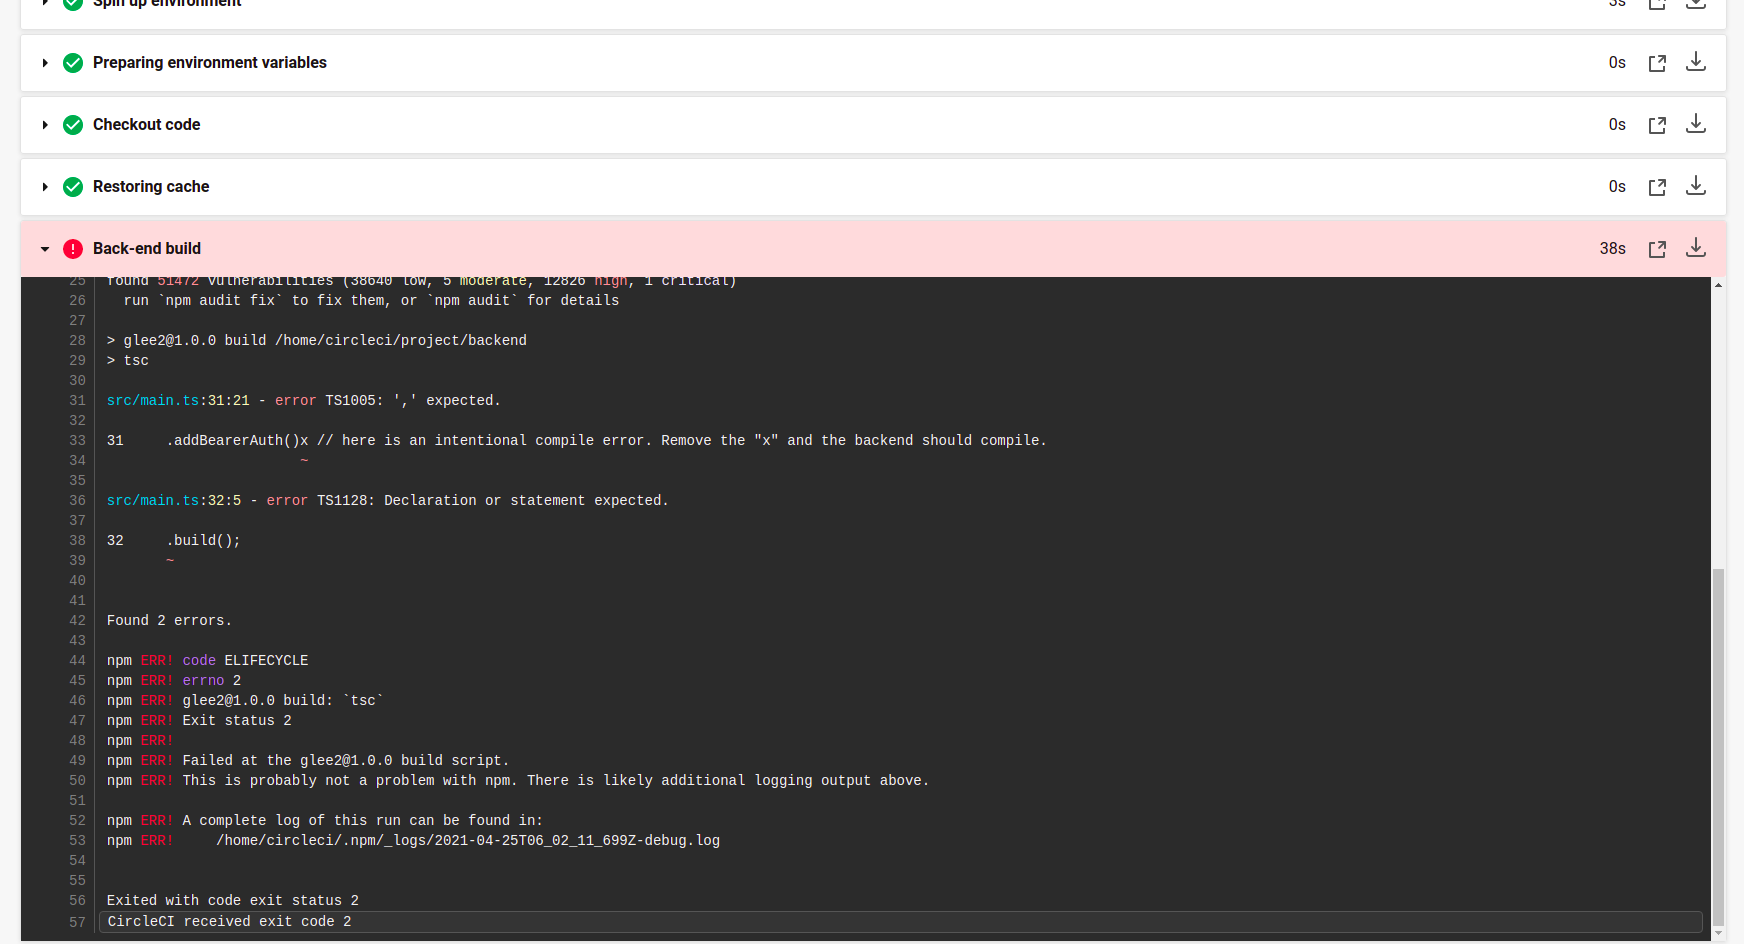 Spin up environment 3s
Preparing environment variables 0s
Checkout code 0s
Restoring cache 0s
Back-end build 38s
25 found 51472 vulnerabilities (38640 low, 5 moderate, 12826 high, 1 critical)
26 run `npm audit fix` to fix them, or `npm audit` for details
27
28 > glee2@1.0.0 build /home/circleci/project/backend
29 > tsc
30
31 src/main.ts:31:21 - error TS1005: ',' expected.
32
33 31     .addBearerAuth()x // here is an intentional compile error. Remove the "x" and the backend should compile.
34 ~
35
36 src/main.ts:32:5 - error TS1128: Declaration or statement expected.
37
38 32     .build();
39 ~
40
41
42 Found 2 errors.
43
44 npm ERR! code ELIFECYCLE
45 npm ERR! errno 2
46 npm ERR! glee2@1.0.0 build: `tsc`
47 npm ERR! Exit status 2
48 npm ERR!
49 npm ERR! Failed at the glee2@1.0.0 build script.
50 npm ERR! This is probably not a problem with npm. There is likely additional logging output above.
51
52 npm ERR! A complete log of this run can be found in:
53 npm ERR!     /home/circleci/.npm/_logs/2021-04-25T06_02_11_699Z-debug.log
54
55
56 Exited with code exit status 2
57 CircleCI received exit code 2